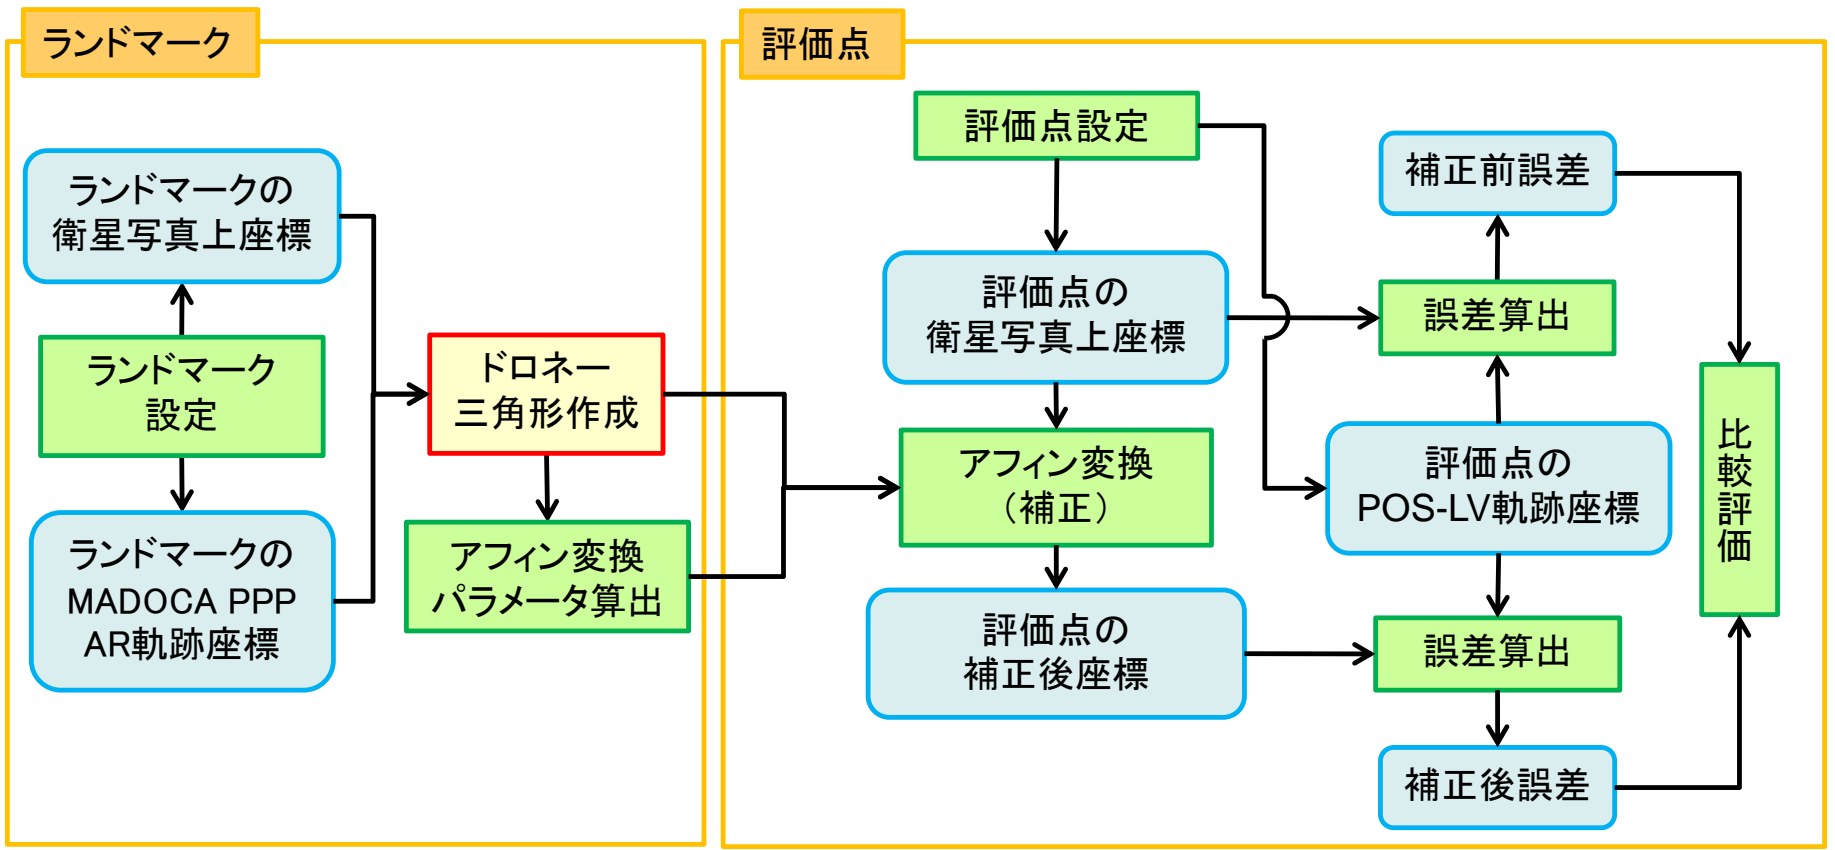 ランドマーク
ランドマークの
衛星写真上座標
ランドマーク
設定
ランドマークの
MADOCA PPP
AR軌跡座標
ドロネー
三角形作成
アフィン変換
パラメータ算出
評価点
評価点設定
評価点の
衛星写真上座標
アフィン変換
（補正）
評価点の
補正後座標
補正前誤差
誤差算出
評価点の
POS-LV軌跡座標
誤差算出
補正後誤差
比較評価